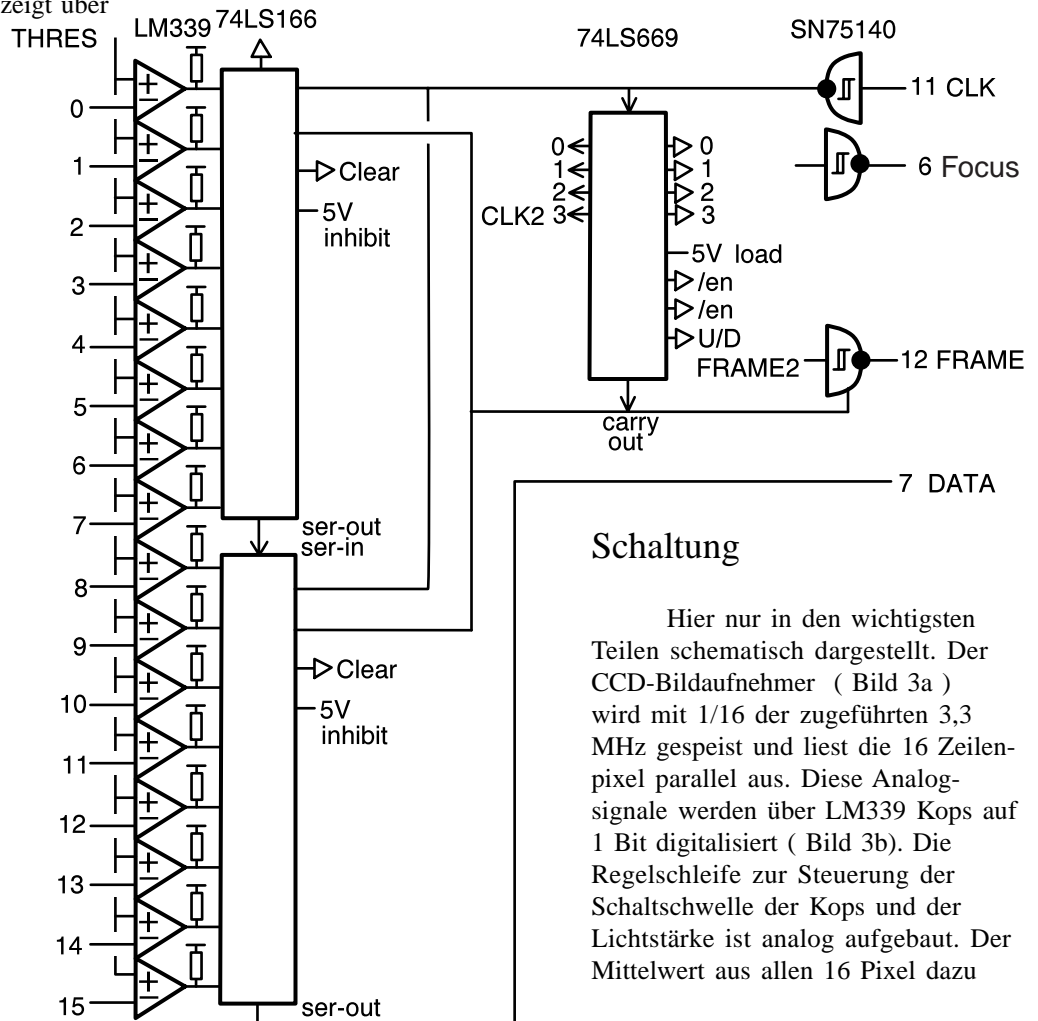 zeigt über
THRES
LM339
74LS166
74LS669
SN75140
0
1
2
3
4
5
6
7
8
9
10
11
12
13
14
15
+
−
+
−
+
−
+
−
+
−
+
−
+
−
+
−
+
−
+
−
+
−
+
−
+
−
+
−
+
−
+
−
Clear
5V
inhibit
ser-out
ser-in
Clear
5V
inhibit
ser-out
0 0
1 1
2 2
CLK2 3 3
5V load
/en
/en
U/D
carry
out
11 CLK
6 Focus
FRAME2
12 FRAME
7 DATA
Schaltung
Hier nur in den wichtigsten
Teilen schematisch dargestellt. Der
CCD-Bildaufnehmer ( Bild 3a )
wird mit 1/16 der zugeführten 3,3
MHz gespeist und liest die 16 Zeilen-
pixel parallel aus. Diese Analog-
signale werden über LM339 Kops auf
1 Bit digitalisiert ( Bild 3b). Die
Regelschleife zur Steuerung der
Schaltschwelle der Kops und der
Lichtstärke ist analog aufgebaut. Der
Mittelwert aus allen 16 Pixel dazu